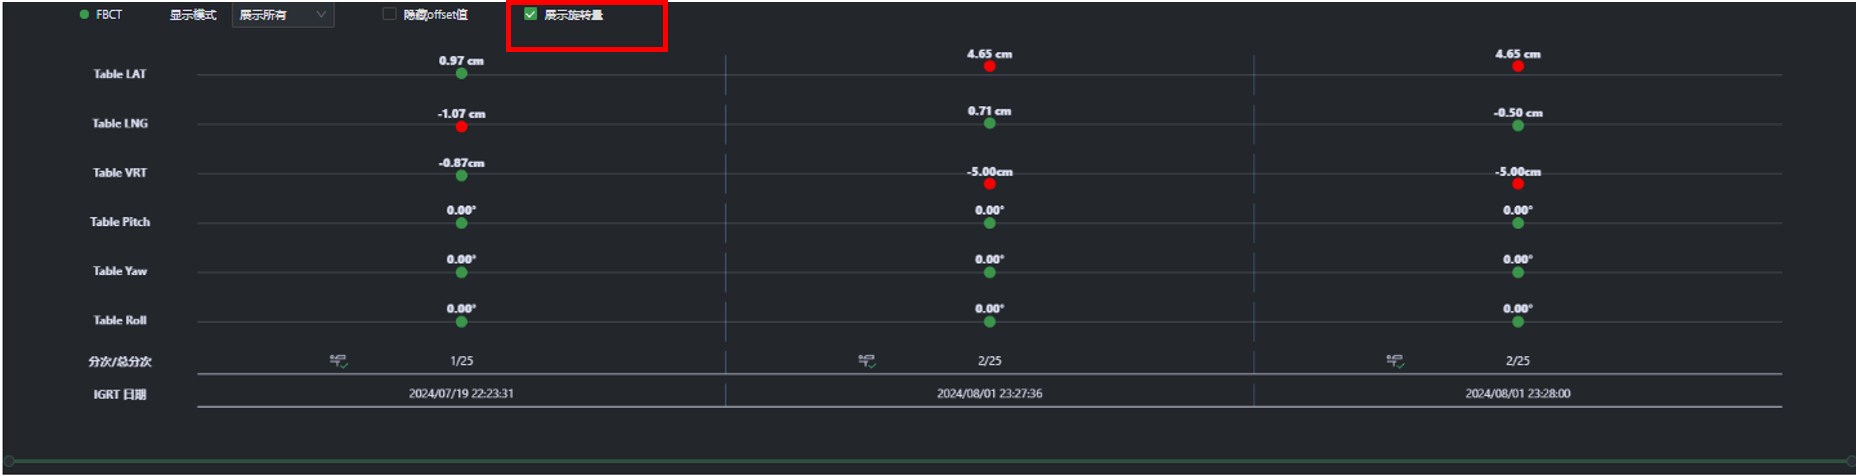 FBCT 显示模式 展示所有 隐藏offset值 展示旋转量
Table LAT 0.97 cm 4.65 cm 4.65 cm
Table LNG -1.07 cm 0.71 cm -0.50 cm
Table VRT -0.87cm -5.00cm -5.00cm
Table Pitch 0.00° 0.00° 0.00°
Table Yaw 0.00° 0.00° 0.00°
Table Roll 0.00° 0.00° 0.00°
分次/总分次 1/25 2/25 2/25
IGRT 日期 2024/07/19 22:23:31 2024/08/01 23:27:36 2024/08/01 23:28:00